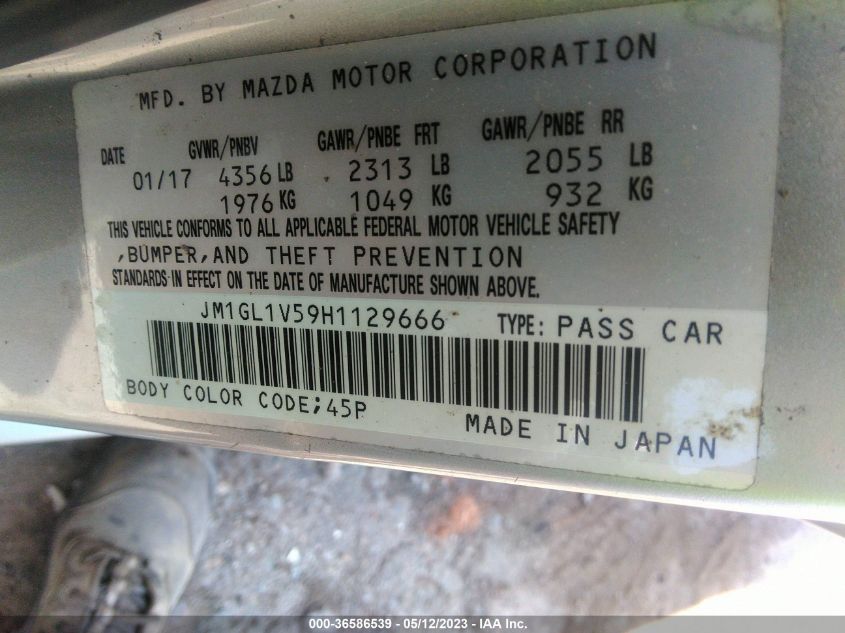 MFD. BY MAZDA MOTOR CORPORATION
DATE GVWR/PNBV GAWR/PNBE FRT GAWR/PNBE RR
01/17 4356 LB 2313 LB 2055 LB
1976 KG 1049 KG 932 KG
THIS VEHICLE CONFORMS TO ALL APPLICABLE FEDERAL MOTOR VEHICLE SAFETY
,BUMPER,AND THEFT PREVENTION
STANDARDS IN EFFECT ON THE DATE OF MANUFACTURE SHOWN ABOVE.
JM1GL1V59H1129666 TYPE: PASS CAR
BODY COLOR CODE;45P
MADE IN JAPAN
000-36586539 - 05/12/2023 - IAA Inc.